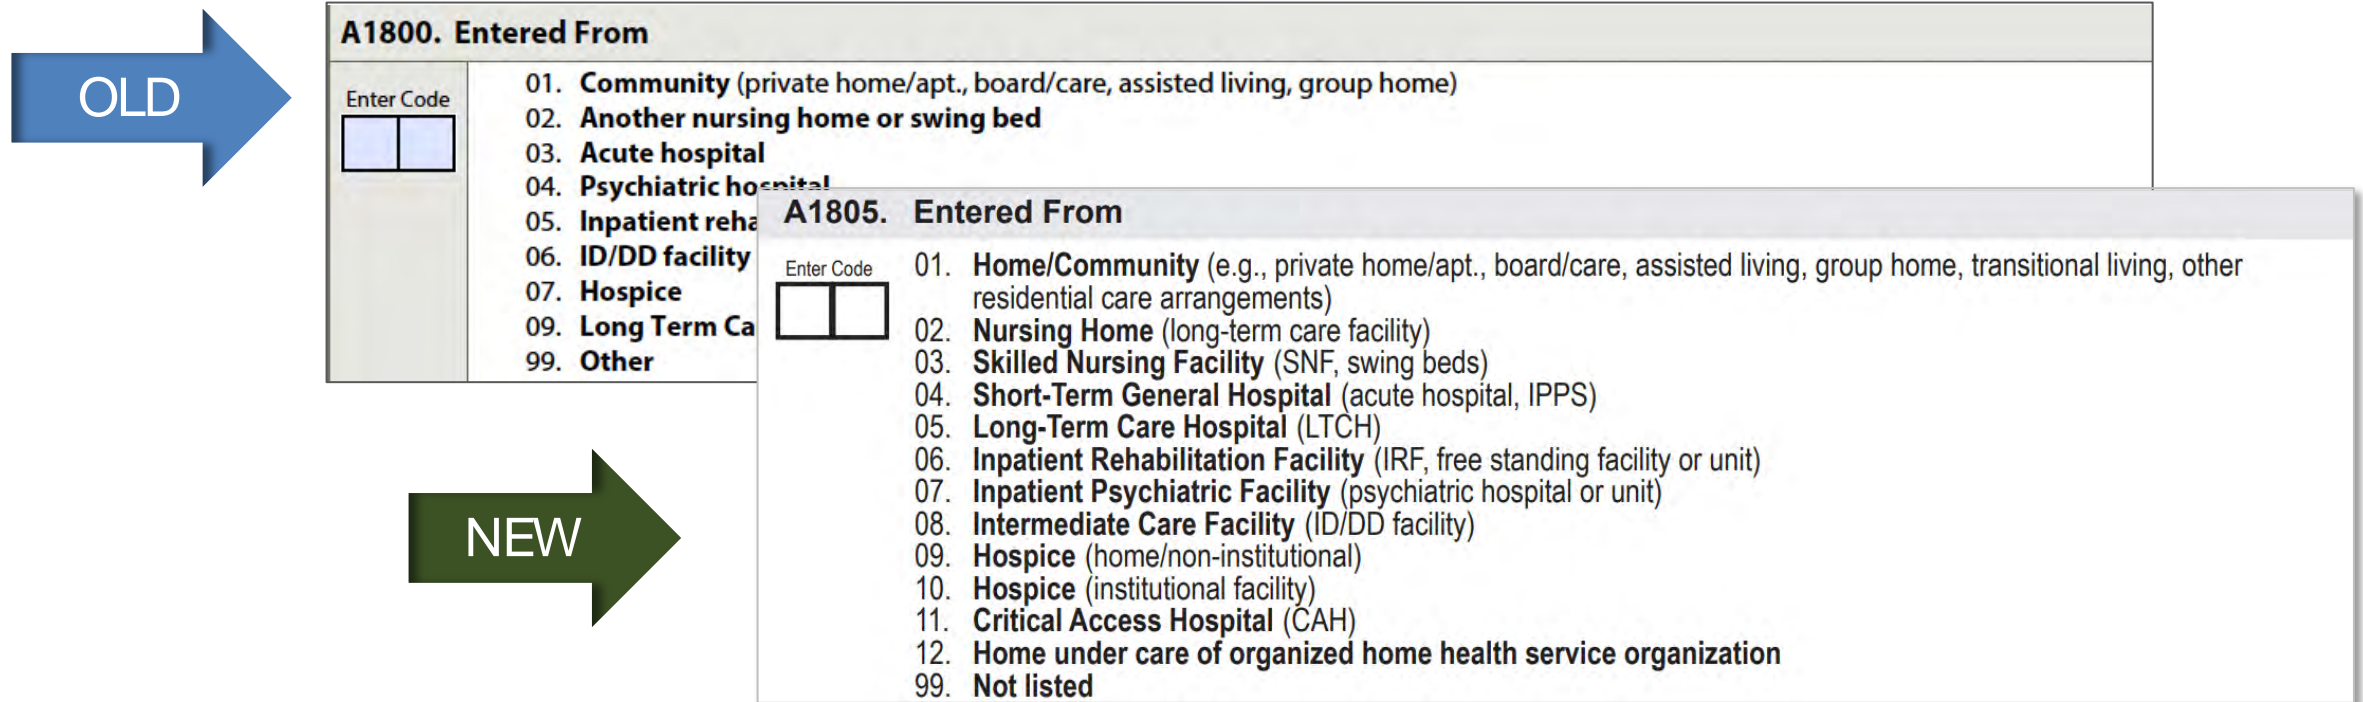 OLD
A1800. Entered From
Enter Code
01. Community (private home/apt., board/care, assisted living, group home)
02. Another nursing home or swing bed
03. Acute hospital
04. Psychiatric hospital
05. Inpatient reha
06. ID/DD facility
07. Hospice
09. Long Term Ca
99. Other
NEW
A1805. Entered From
Enter Code
01. Home/Community (e.g., private home/apt., board/care, assisted living, group home, transitional living, other
residential care arrangements)
02. Nursing Home (long-term care facility)
03. Skilled Nursing Facility (SNF, swing beds)
04. Short-Term General Hospital (acute hospital, IPPS)
05. Long-Term Care Hospital (LTCH)
06. Inpatient Rehabilitation Facility (IRF, free standing facility or unit)
07. Inpatient Psychiatric Facility (psychiatric hospital or unit)
08. Intermediate Care Facility (ID/DD facility)
09. Hospice (home/non-institutional)
10. Hospice (institutional facility)
11. Critical Access Hospital (CAH)
12. Home under care of organized home health service organization
99. Not listed